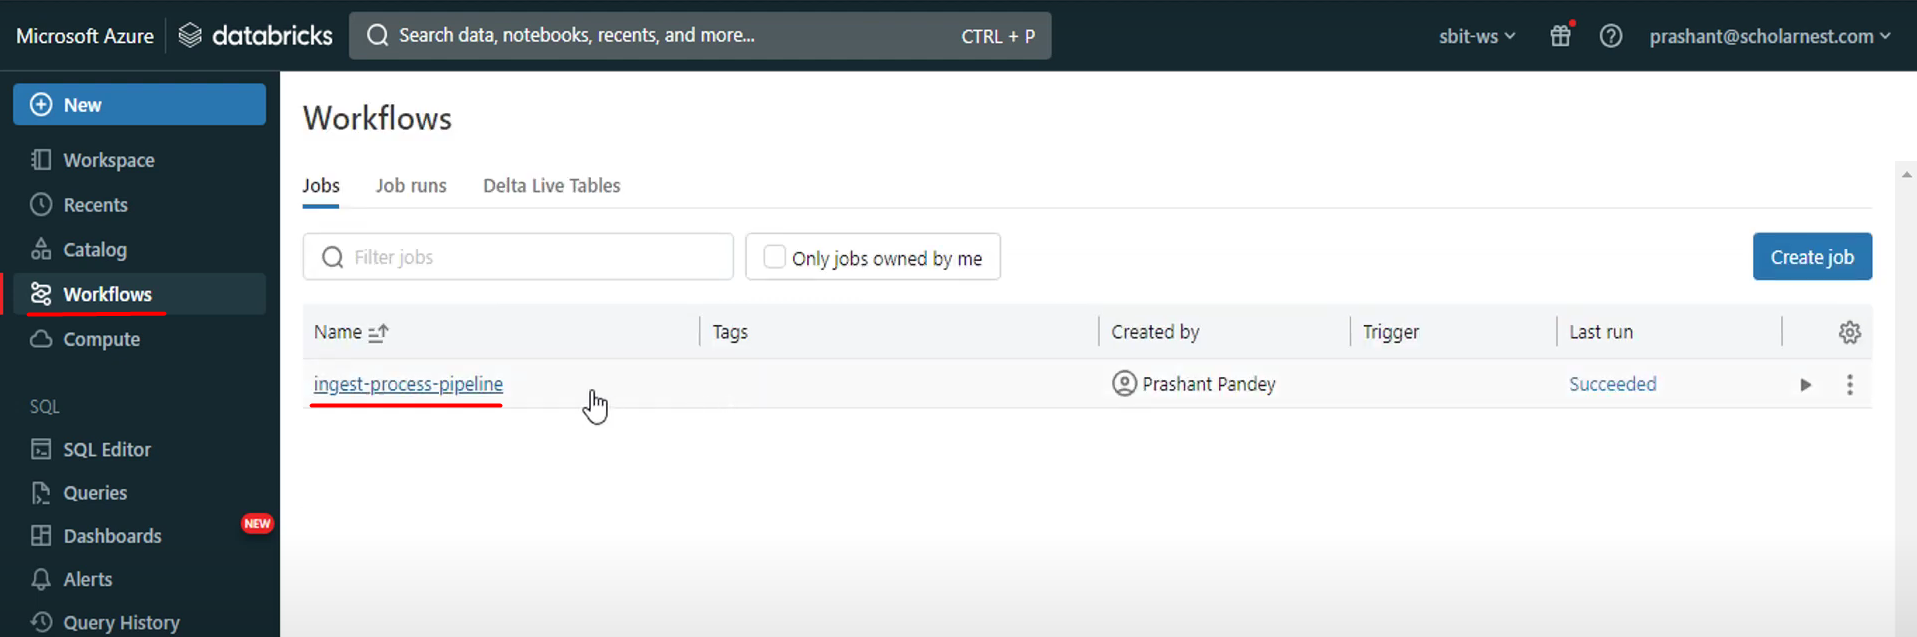 Microsoft Azure databricks Search data, notebooks, recents, and more... CTRL + P sbit-ws prashant@scholarnest.com
New
Workspace
Recents
Catalog
Workflows
Compute
SQL
SQL Editor
Queries
Dashboards NEW
Alerts
Query History
Workflows
Jobs Job runs Delta Live Tables
Filter jobs Only jobs owned by me Create job
Name Tags Created by Trigger Last run
ingest-process-pipeline Prashant Pandey Succeeded